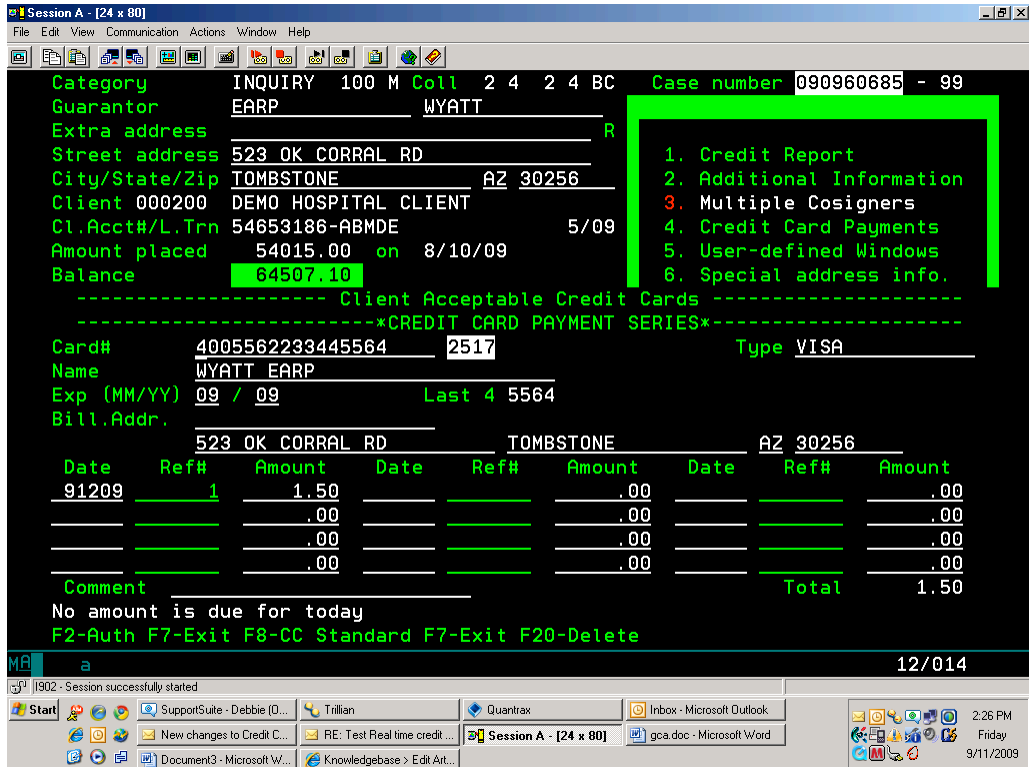 Session A - [24 x 80]
File Edit View Communication Actions Window Help
Category INQUIRY 100 M Coll 2 4 2 4 BC Case number 090960685 - 99
Guarantor EARP WYATT
Extra address R
Street address 523 OK CORRAL RD 1. Credit Report
City/State/Zip TOMBSTONE AZ 30256 2. Additional Information
Client 000200 DEMO HOSPITAL CLIENT 3. Multiple Cosigners
Cl.Acct#/L.Trn 54653186-ABMDE 5/09 4. Credit Card Payments
Amount placed 54015.00 on 8/10/09 5. User-defined Windows
Balance 64507.10 6. Special address info.
--------------------- Client Acceptable Credit Cards ---------------------
-------------------------*CREDIT CARD PAYMENT SERIES*---------------------
Card# 4005562233445564 2517 Type VISA
Name WYATT EARP
Exp (MM/YY) 09 / 09 Last 4 5564
Bill.Addr.
523 OK CORRAL RD TOMBSTONE AZ 30256
Date Ref# Amount Date Ref# Amount Date Ref# Amount
91209 1 1.50 .00 .00
.00 .00 .00
.00 .00 .00
.00 .00 .00
Comment Total 1.50
No amount is due for today
F2-Auth F7-Exit F8-CC Standard F7-Exit F20-Delete
MA a 12/014
I902 - Session successfully started
Start SupportSuite - Debbie (O... Trillian Quantrax Inbox - Microsoft Outlook 2:26 PM
New changes to Credit C... RE: Test Real time credit ... Session A - [24 x 80] gca.doc - Microsoft Word Friday
Document3 - Microsoft W... Knowledgebase > Edit Art... 9/11/2009